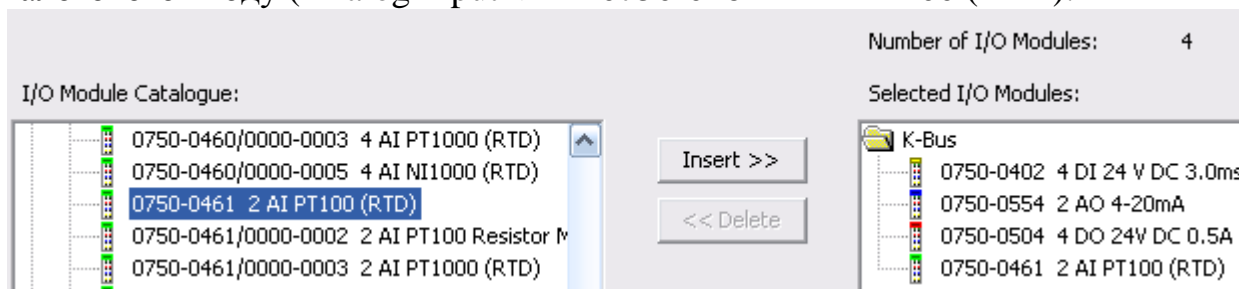 Number of I/O Modules: 4
I/O Module Catalogue:
Selected I/O Modules:
0750-0460/0000-0003 4 AI PT1000 (RTD)
0750-0460/0000-0005 4 AI NI1000 (RTD)
0750-0461 2 AI PT100 (RTD)
0750-0461/0000-0002 2 AI PT100 Resistor M
0750-0461/0000-0003 2 AI PT1000 (RTD)
Insert >>
<< Delete
K-Bus
0750-0402 4 DI 24 V DC 3.0ms
0750-0554 2 AO 4-20mA
0750-0504 4 DO 24V DC 0.5A
0750-0461 2 AI PT100 (RTD)